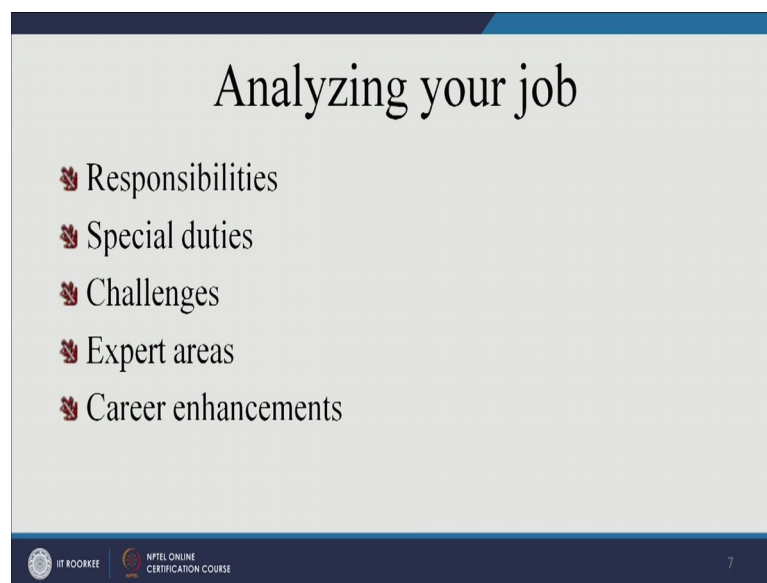 Analyzing your job
Responsibilities
Special duties
Challenges
Expert areas
Career enhancements
IIT ROORKEE
NPTEL ONLINE
CERTIFICATION COURSE
7